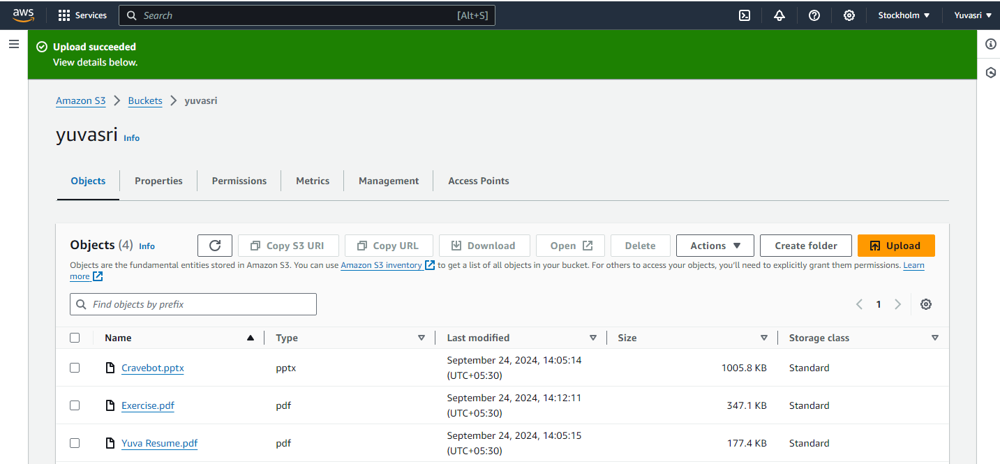 aws Services Search [Alt+S] Stockholm ▼ Yuvasri ▼
Upload succeeded
View details below.
Amazon S3 > Buckets > yuvasri
yuvasri Info
Objects Properties Permissions Metrics Management Access Points
Objects (4) Info Copy S3 URI Copy URL Download Open Delete Actions ▼ Create folder Upload
Objects are the fundamental entities stored in Amazon S3. You can use Amazon S3 inventory to get a list of all objects in your bucket. For others to access your objects, you'll need to explicitly grant them permissions. Learn
more
Find objects by prefix < 1 >
Name ▲ Type ▽ Last modified ▽ Size ▽ Storage class ▽
Cravebot.pptx pptx September 24, 2024, 14:05:14 (UTC+05:30) 1005.8 KB Standard
Exercise.pdf pdf September 24, 2024, 14:12:11 (UTC+05:30) 347.1 KB Standard
Yuva Resume.pdf pdf September 24, 2024, 14:05:15 (UTC+05:30) 177.4 KB Standard